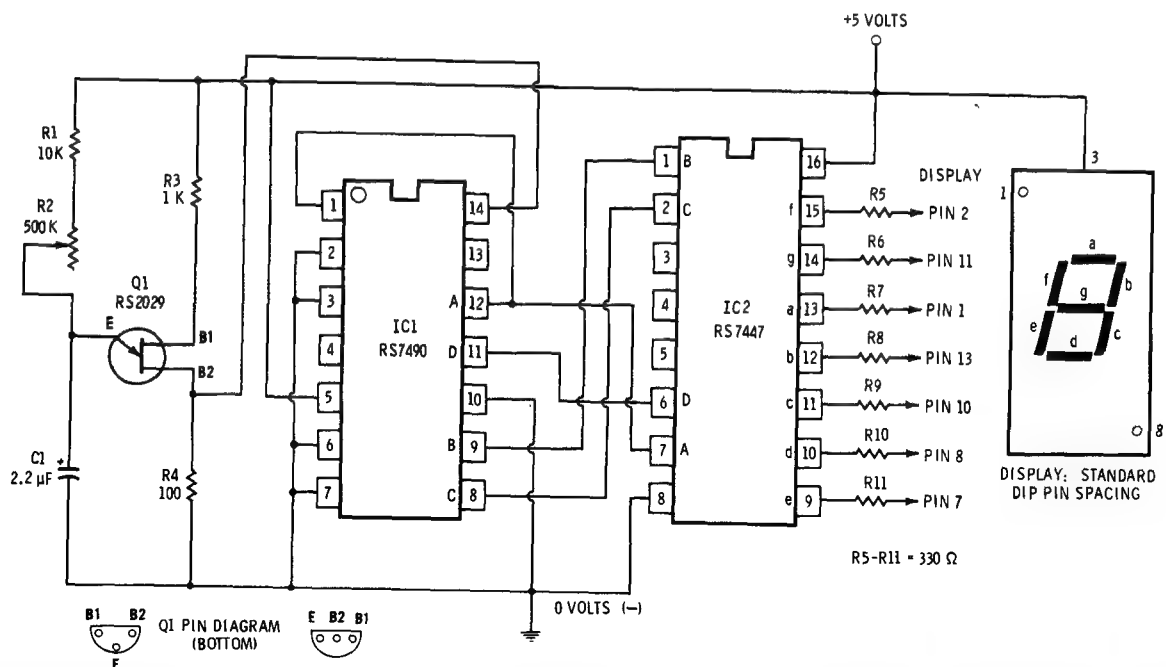 +5 VOLTS
R1
10K
R2
500K
R3
1 K
Q1
RS2029
E
B1
B2
C1
+
2.2 µF
R4
100
1
2
3
4
5
6
7
14
13
A 12
D 11
10
B 9
C 8
IC1
RS7490
1 B
2 C
3
4
5
6 D
7 A
8
16
f 15
g 14
a 13
b 12
c 11
d 10
e 9
IC2
RS7447
DISPLAY
R5
PIN 2
R6
PIN 11
R7
PIN 1
R8
PIN 13
R9
PIN 10
R10
PIN 8
R11
PIN 7
R5-R11 = 330 Ω
3
1
a
f
b
g
e
c
d
8
DISPLAY: STANDARD
DIP PIN SPACING
0 VOLTS (—)
B1 B2
E
Q1 PIN DIAGRAM
(BOTTOM)
E B2 B1